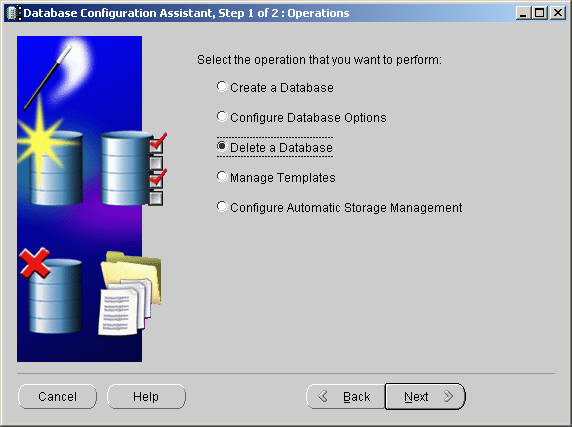 Database Configuration Assistant, Step 1 of 2 : Operations
Select the operation that you want to perform:
Create a Database
Configure Database Options
Delete a Database
Manage Templates
Configure Automatic Storage Management
Cancel
Help
Back
Next